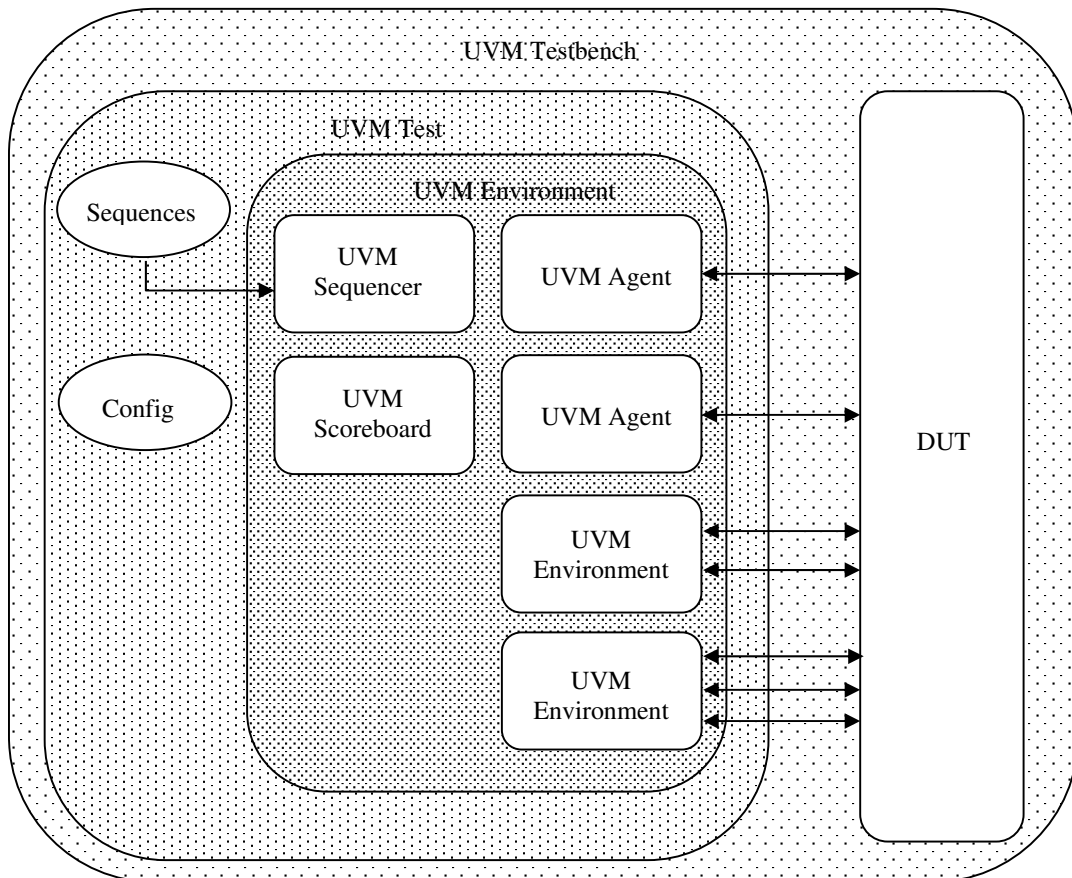 UVM Testbench
UVM Test
UVM Environment
Sequences
UVM
Sequencer
UVM Agent
Config
UVM
Scoreboard
UVM Agent
DUT
UVM
Environment
UVM
Environment